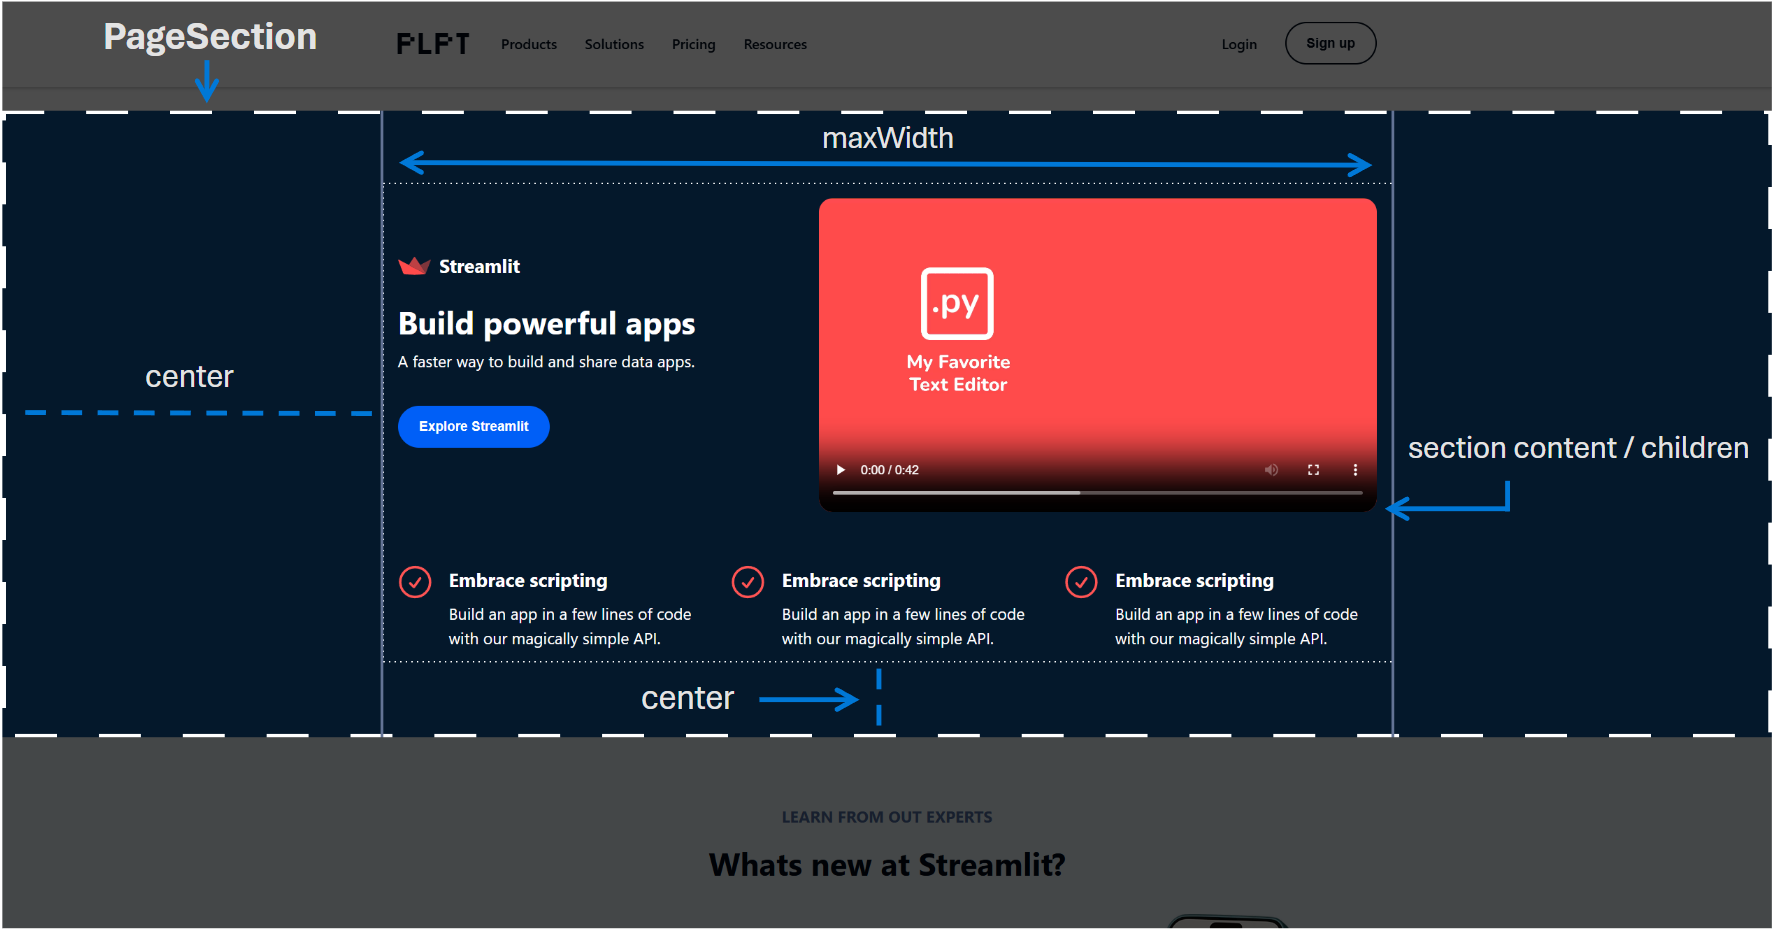 PageSection
PLPT Products Solutions Pricing Resources Login Sign up
maxWidth
Streamlit
Build powerful apps
A faster way to build and share data apps.
Explore Streamlit
.py
My Favorite
Text Editor
0:00 / 0:42
center
section content / children
Embrace scripting
Build an app in a few lines of code
with our magically simple API.
Embrace scripting
Build an app in a few lines of code
with our magically simple API.
Embrace scripting
Build an app in a few lines of code
with our magically simple API.
center
LEARN FROM OUT EXPERTS
Whats new at Streamlit?